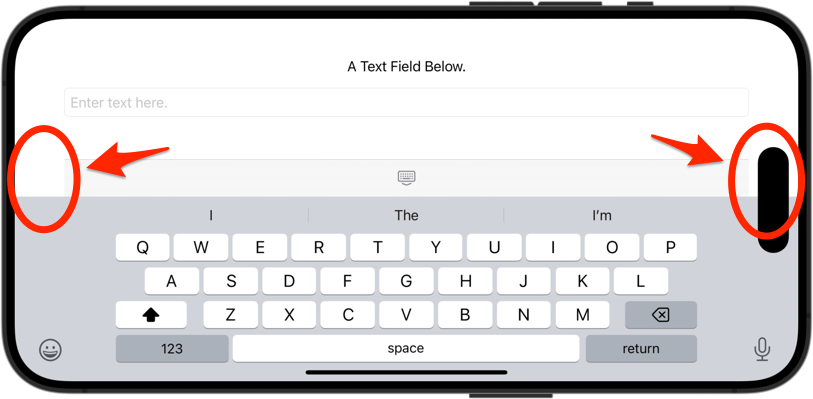 A Text Field Below.
Enter text here.
I The I'm
Q W E R T Y U I O P
A S D F G H J K L
Z X C V B N M
123 space return